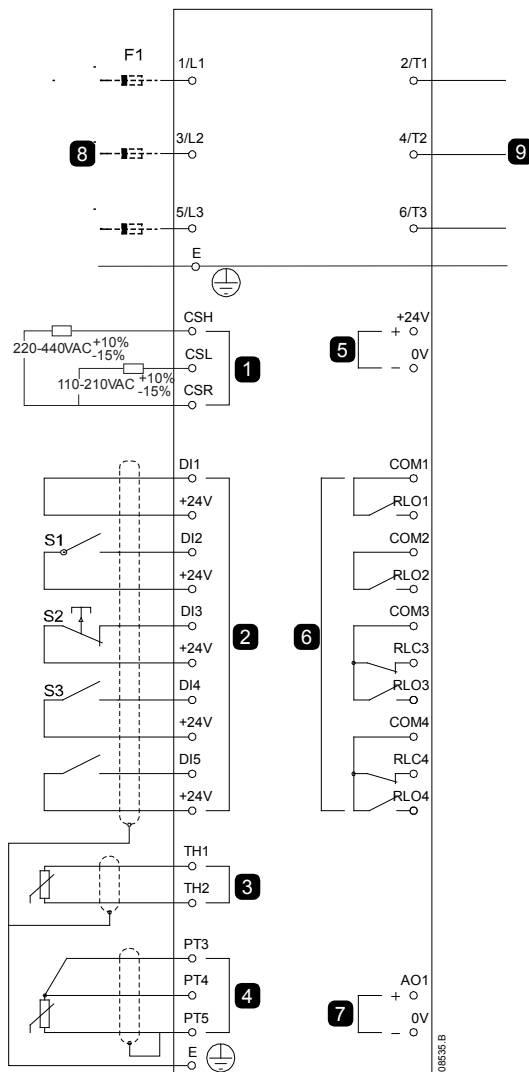 F1
1/L1
2/T1
8
3/L2
4/T2
9
5/L3
6/T3
E
CSH
+24V
220-440VAC +10% -15%
CSL
1
5
+
0V
110-210VAC +10% -15%
CSR
−
DI1
COM1
+24V
RLO1
S1
DI2
COM2
+24V
RLO2
S2
DI3
COM3
2
6
+24V
RLC3
S3
DI4
RLO3
+24V
COM4
DI5
RLC4
+24V
RLO4
TH1
3
TH2
PT3
PT4
4
AO1
7
+
PT5
0V
−
E
08535.B